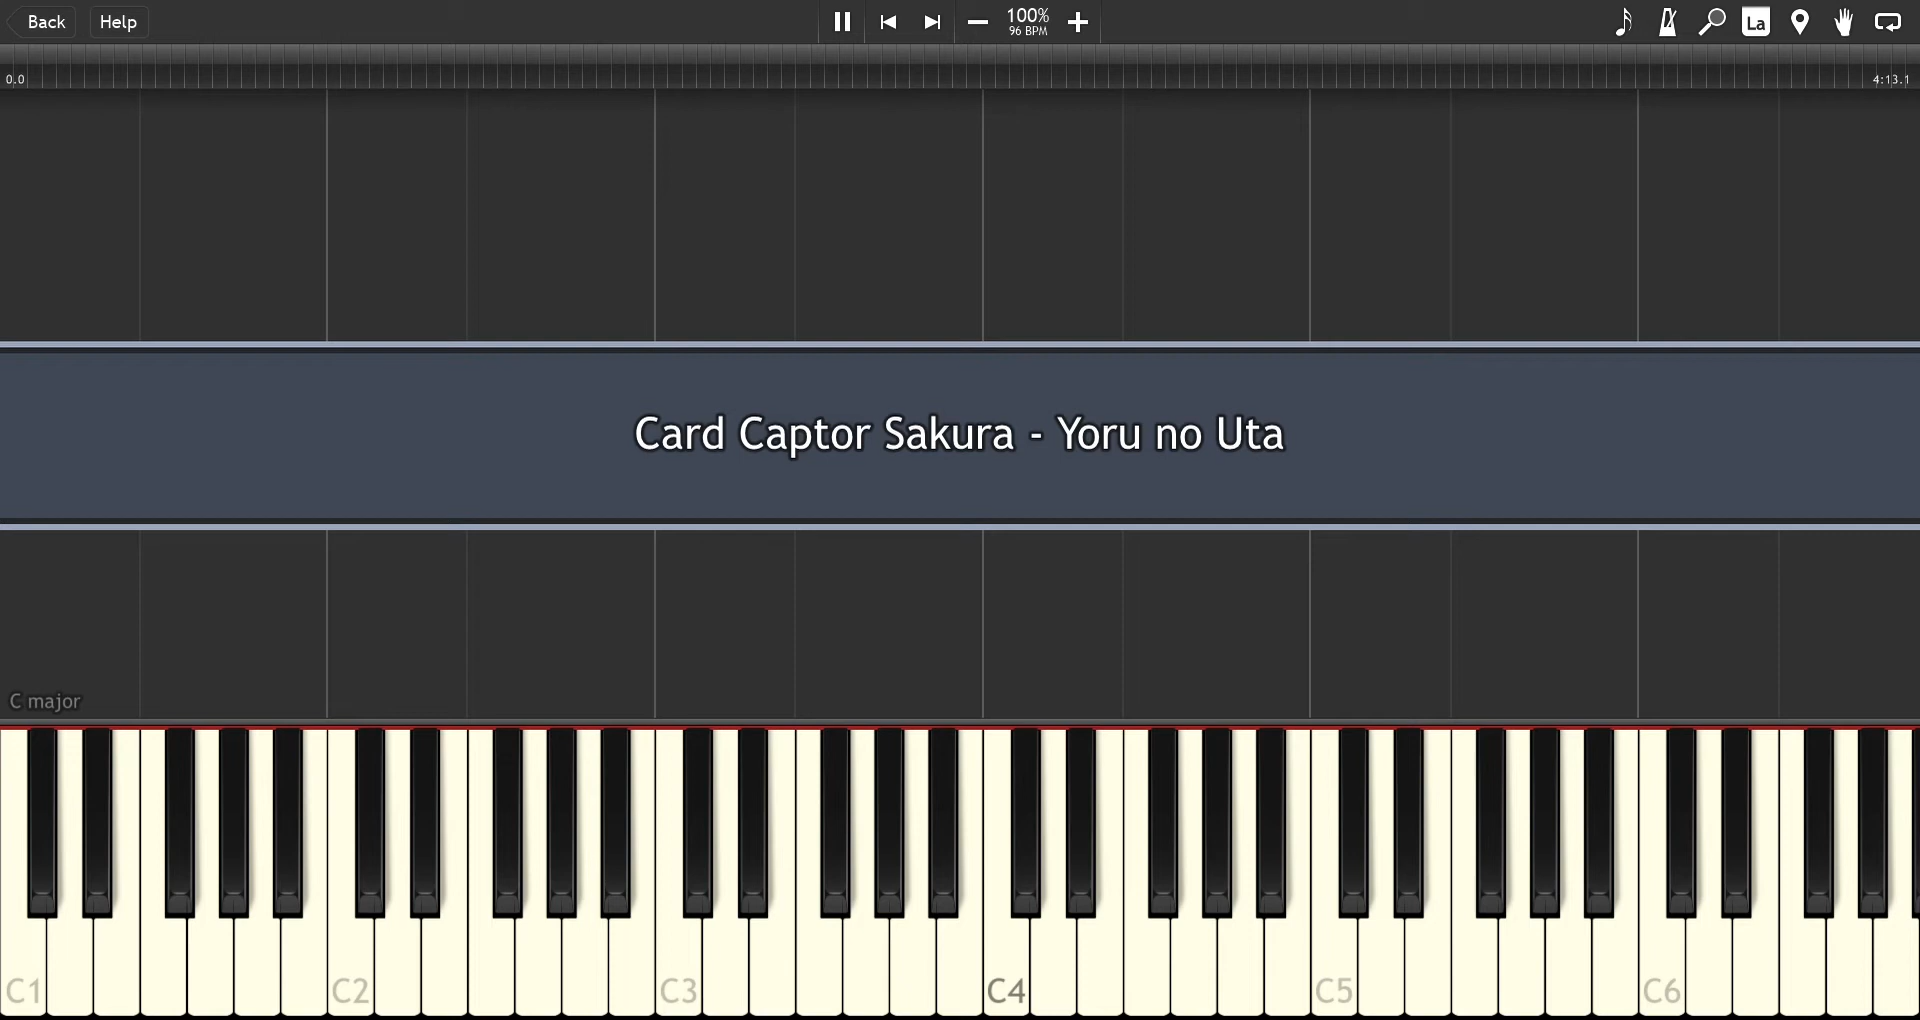 Back Help 100% La
96 BPM
0.0 4:13.1
Card Captor Sakura - Yoru no Uta
C major
C1 C2 C3 C4 C5 C6